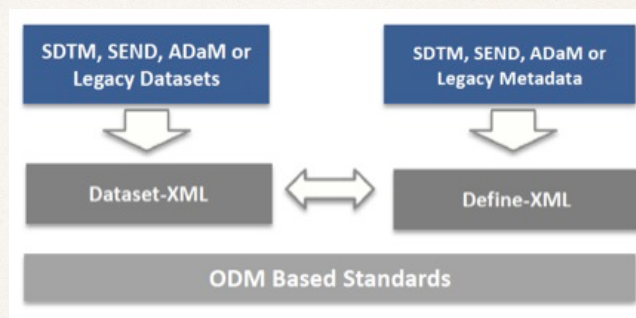 SDTM, SEND, ADaM or
Legacy Datasets
SDTM, SEND, ADaM or
Legacy Metadata
Dataset-XML
Define-XML
ODM Based Standards